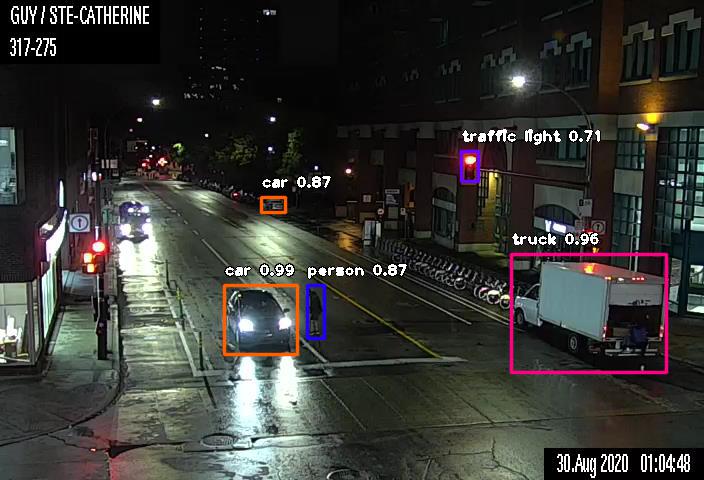 GUY / STE-CATHERINE
317-275
traffic light 0.71
car 0.87
truck 0.96
car 0.99
person 0.87
30.Aug 2020 01:04:48